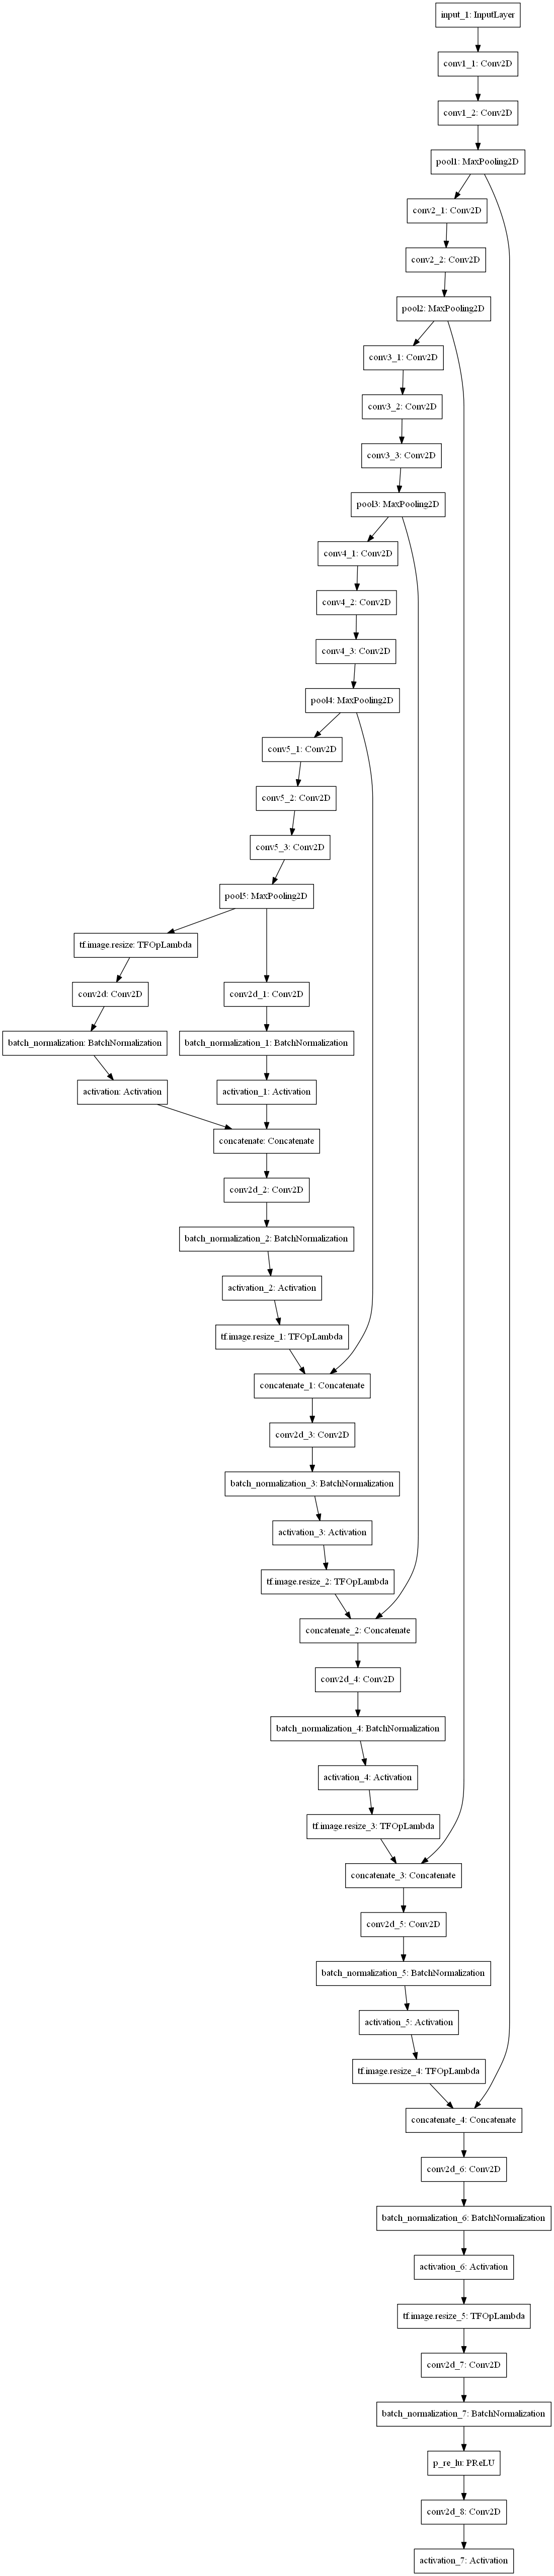 input_1: InputLayer
conv1_1: Conv2D
conv1_2: Conv2D
pool1: MaxPooling2D
conv2_1: Conv2D
conv2_2: Conv2D
pool2: MaxPooling2D
conv3_1: Conv2D
conv3_2: Conv2D
conv3_3: Conv2D
pool3: MaxPooling2D
conv4_1: Conv2D
conv4_2: Conv2D
conv4_3: Conv2D
pool4: MaxPooling2D
conv5_1: Conv2D
conv5_2: Conv2D
conv5_3: Conv2D
pool5: MaxPooling2D
tf.image.resize: TFOpLambda
conv2d: Conv2D
conv2d_1: Conv2D
batch_normalization: BatchNormalization
batch_normalization_1: BatchNormalization
activation: Activation
activation_1: Activation
concatenate: Concatenate
conv2d_2: Conv2D
batch_normalization_2: BatchNormalization
activation_2: Activation
tf.image.resize_1: TFOpLambda
concatenate_1: Concatenate
conv2d_3: Conv2D
batch_normalization_3: BatchNormalization
activation_3: Activation
tf.image.resize_2: TFOpLambda
concatenate_2: Concatenate
conv2d_4: Conv2D
batch_normalization_4: BatchNormalization
activation_4: Activation
tf.image.resize_3: TFOpLambda
concatenate_3: Concatenate
conv2d_5: Conv2D
batch_normalization_5: BatchNormalization
activation_5: Activation
tf.image.resize_4: TFOpLambda
concatenate_4: Concatenate
conv2d_6: Conv2D
batch_normalization_6: BatchNormalization
activation_6: Activation
tf.image.resize_5: TFOpLambda
conv2d_7: Conv2D
batch_normalization_7: BatchNormalization
p_re_lu: PReLU
conv2d_8: Conv2D
activation_7: Activation